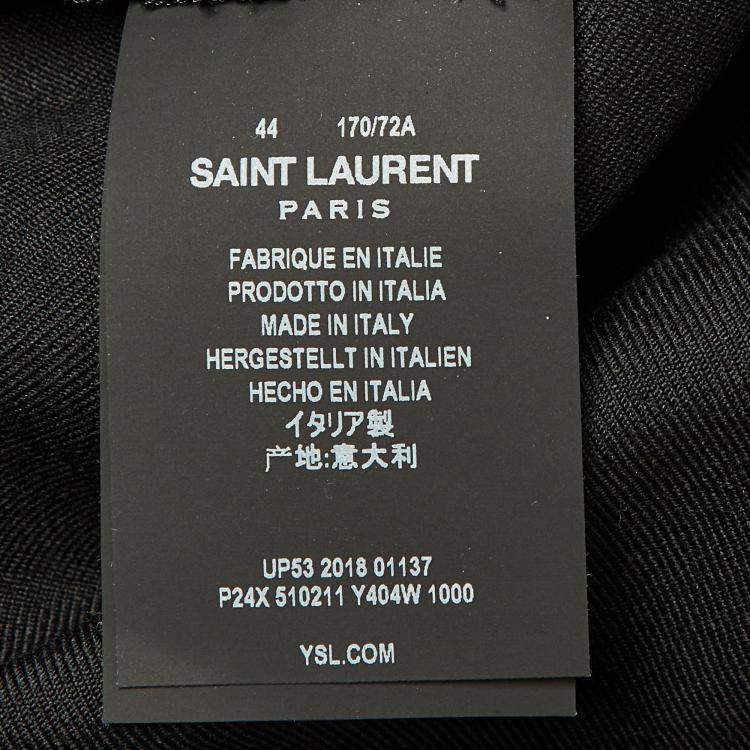 44 170/72A
SAINT LAURENT
PARIS
FABRIQUE EN ITALIE
PRODOTTO IN ITALIA
MADE IN ITALY
HERGESTELLT IN ITALIEN
HECHO EN ITALIA
イタリア製
产地:意大利
UP53 2018 01137
P24X 510211 Y404W 1000
YSL.COM